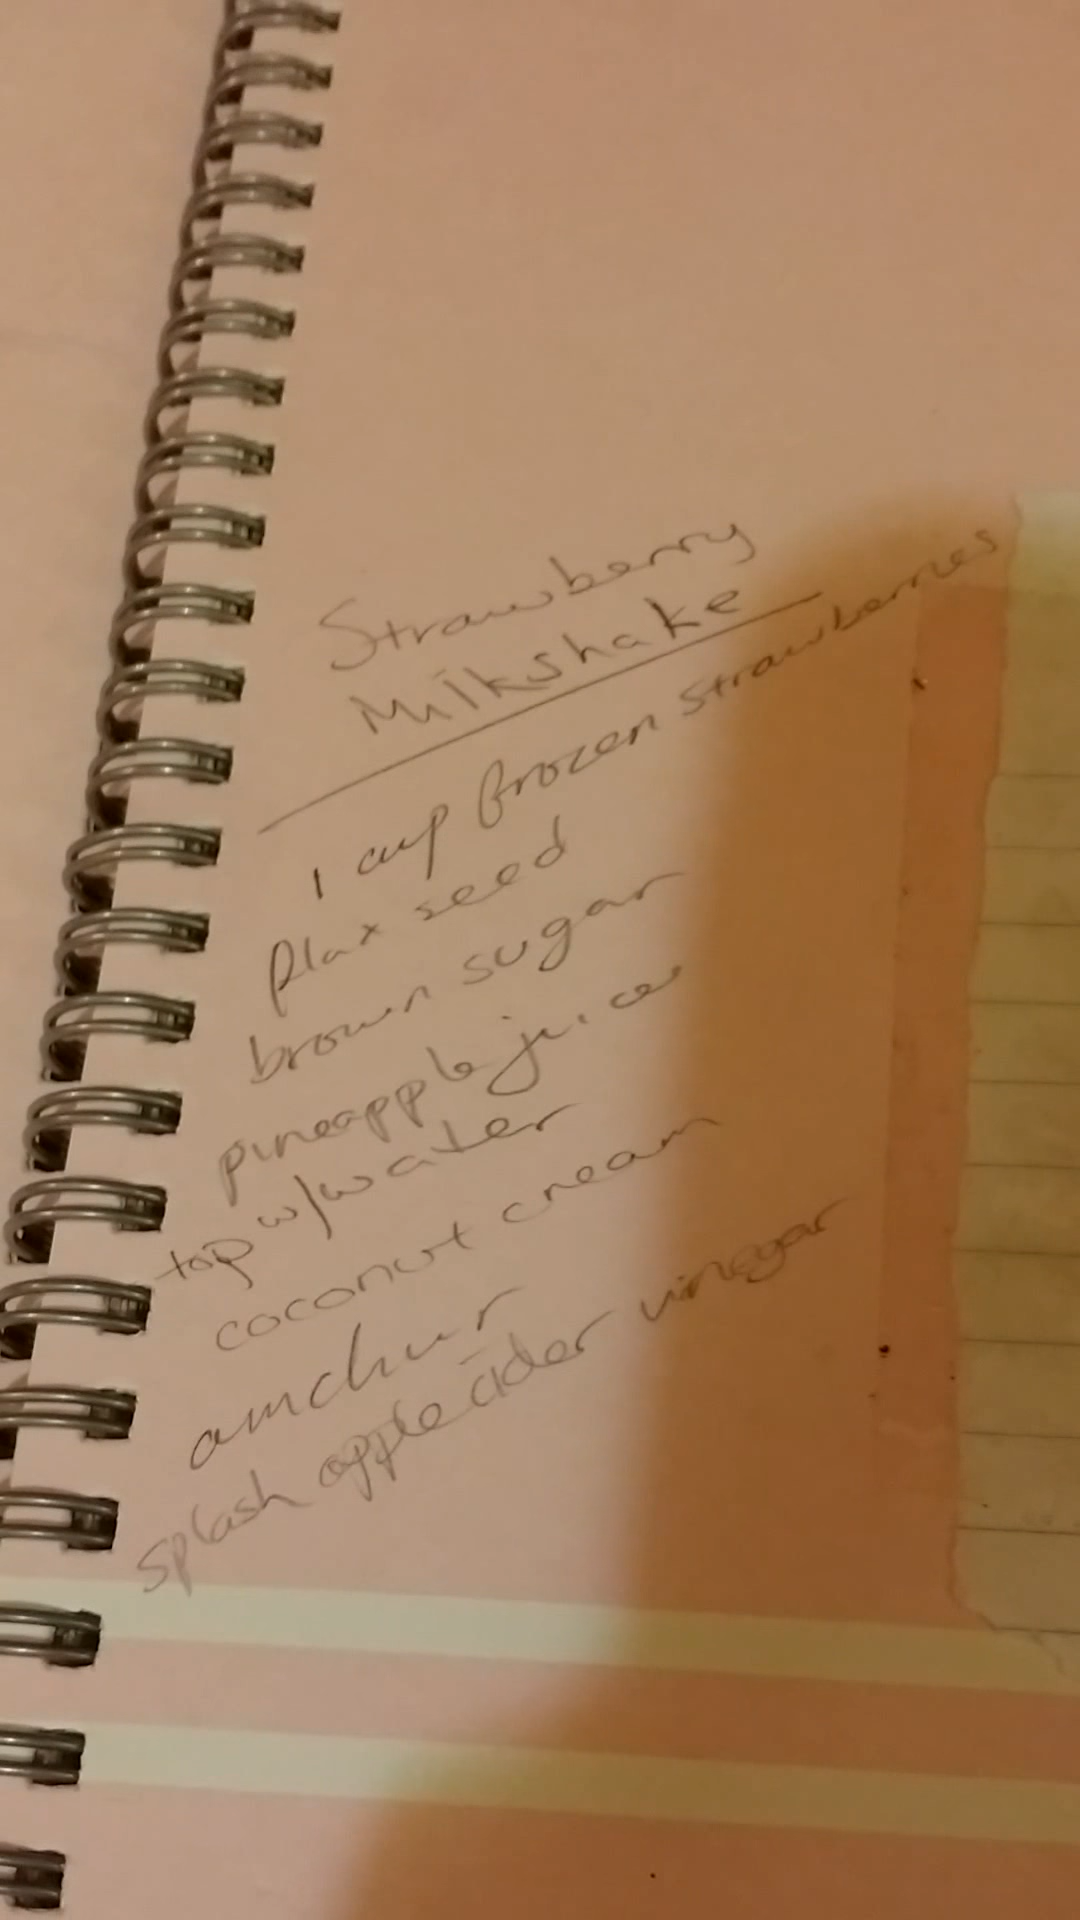 Strawberry
Milkshake
1 cup frozen strawberries
flax seed
brown sugar
pineapple juice
top w/water
coconut cream
amchur
splash apple cider vinegar